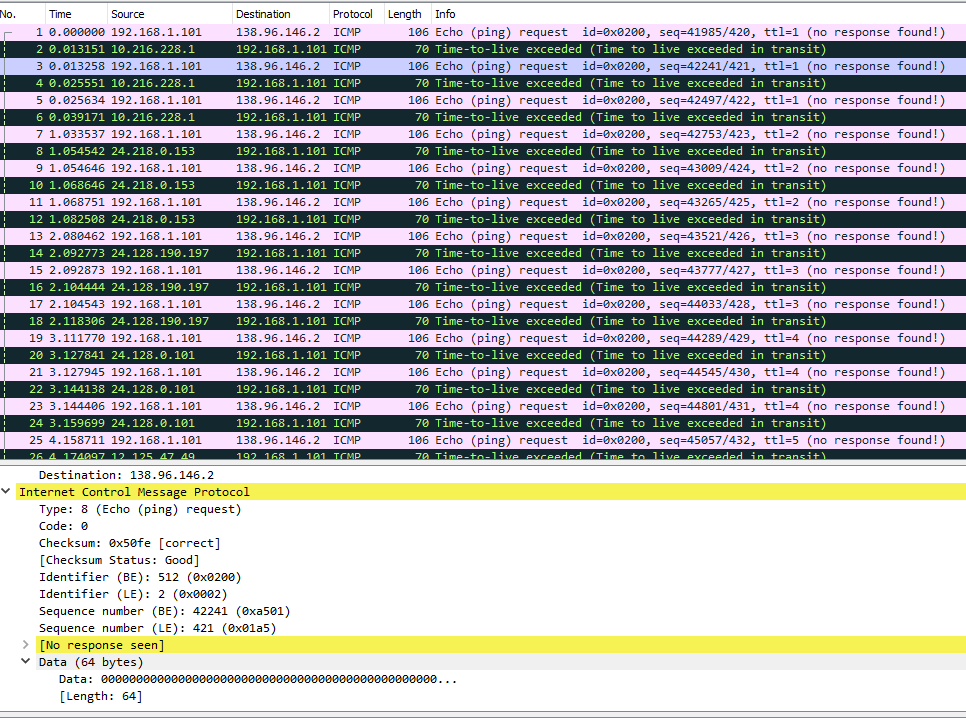 No. Time Source Destination Protocol Length Info
1 0.000000 192.168.1.101 138.96.146.2 ICMP 106 Echo (ping) request id=0x0200, seq=41985/420, ttl=1 (no response found!)
2 0.013151 10.216.228.1 192.168.1.101 ICMP 70 Time-to-live exceeded (Time to live exceeded in transit)
3 0.013258 192.168.1.101 138.96.146.2 ICMP 106 Echo (ping) request id=0x0200, seq=42241/421, ttl=1 (no response found!)
4 0.025551 10.216.228.1 192.168.1.101 ICMP 70 Time-to-live exceeded (Time to live exceeded in transit)
5 0.025634 192.168.1.101 138.96.146.2 ICMP 106 Echo (ping) request id=0x0200, seq=42497/422, ttl=1 (no response found!)
6 0.039171 10.216.228.1 192.168.1.101 ICMP 70 Time-to-live exceeded (Time to live exceeded in transit)
7 1.033537 192.168.1.101 138.96.146.2 ICMP 106 Echo (ping) request id=0x0200, seq=42753/423, ttl=2 (no response found!)
8 1.054542 24.218.0.153 192.168.1.101 ICMP 70 Time-to-live exceeded (Time to live exceeded in transit)
9 1.054646 192.168.1.101 138.96.146.2 ICMP 106 Echo (ping) request id=0x0200, seq=43009/424, ttl=2 (no response found!)
10 1.068646 24.218.0.153 192.168.1.101 ICMP 70 Time-to-live exceeded (Time to live exceeded in transit)
11 1.068751 192.168.1.101 138.96.146.2 ICMP 106 Echo (ping) request id=0x0200, seq=43265/425, ttl=2 (no response found!)
12 1.082508 24.218.0.153 192.168.1.101 ICMP 70 Time-to-live exceeded (Time to live exceeded in transit)
13 2.080462 192.168.1.101 138.96.146.2 ICMP 106 Echo (ping) request id=0x0200, seq=43521/426, ttl=3 (no response found!)
14 2.092773 24.128.190.197 192.168.1.101 ICMP 70 Time-to-live exceeded (Time to live exceeded in transit)
15 2.092873 192.168.1.101 138.96.146.2 ICMP 106 Echo (ping) request id=0x0200, seq=43777/427, ttl=3 (no response found!)
16 2.104444 24.128.190.197 192.168.1.101 ICMP 70 Time-to-live exceeded (Time to live exceeded in transit)
17 2.104543 192.168.1.101 138.96.146.2 ICMP 106 Echo (ping) request id=0x0200, seq=44033/428, ttl=3 (no response found!)
18 2.118306 24.128.190.197 192.168.1.101 ICMP 70 Time-to-live exceeded (Time to live exceeded in transit)
19 3.111770 192.168.1.101 138.96.146.2 ICMP 106 Echo (ping) request id=0x0200, seq=44289/429, ttl=4 (no response found!)
20 3.127841 24.128.0.101 192.168.1.101 ICMP 70 Time-to-live exceeded (Time to live exceeded in transit)
21 3.127945 192.168.1.101 138.96.146.2 ICMP 106 Echo (ping) request id=0x0200, seq=44545/430, ttl=4 (no response found!)
22 3.144138 24.128.0.101 192.168.1.101 ICMP 70 Time-to-live exceeded (Time to live exceeded in transit)
23 3.144406 192.168.1.101 138.96.146.2 ICMP 106 Echo (ping) request id=0x0200, seq=44801/431, ttl=4 (no response found!)
24 3.159699 24.128.0.101 192.168.1.101 ICMP 70 Time-to-live exceeded (Time to live exceeded in transit)
25 4.158711 192.168.1.101 138.96.146.2 ICMP 106 Echo (ping) request id=0x0200, seq=45057/432, ttl=5 (no response found!)
26 4.174097 12.125.47.49 192.168.1.101 ICMP 70 Time-to-live exceeded (Time to live exceeded in transit)
Destination: 138.96.146.2
Internet Control Message Protocol
Type: 8 (Echo (ping) request)
Code: 0
Checksum: 0x50fe [correct]
[Checksum Status: Good]
Identifier (BE): 512 (0x0200)
Identifier (LE): 2 (0x0002)
Sequence number (BE): 42241 (0xa501)
Sequence number (LE): 421 (0x01a5)
[No response seen]
Data (64 bytes)
Data: 000000000000000000000000000000000000000000000000...
[Length: 64]